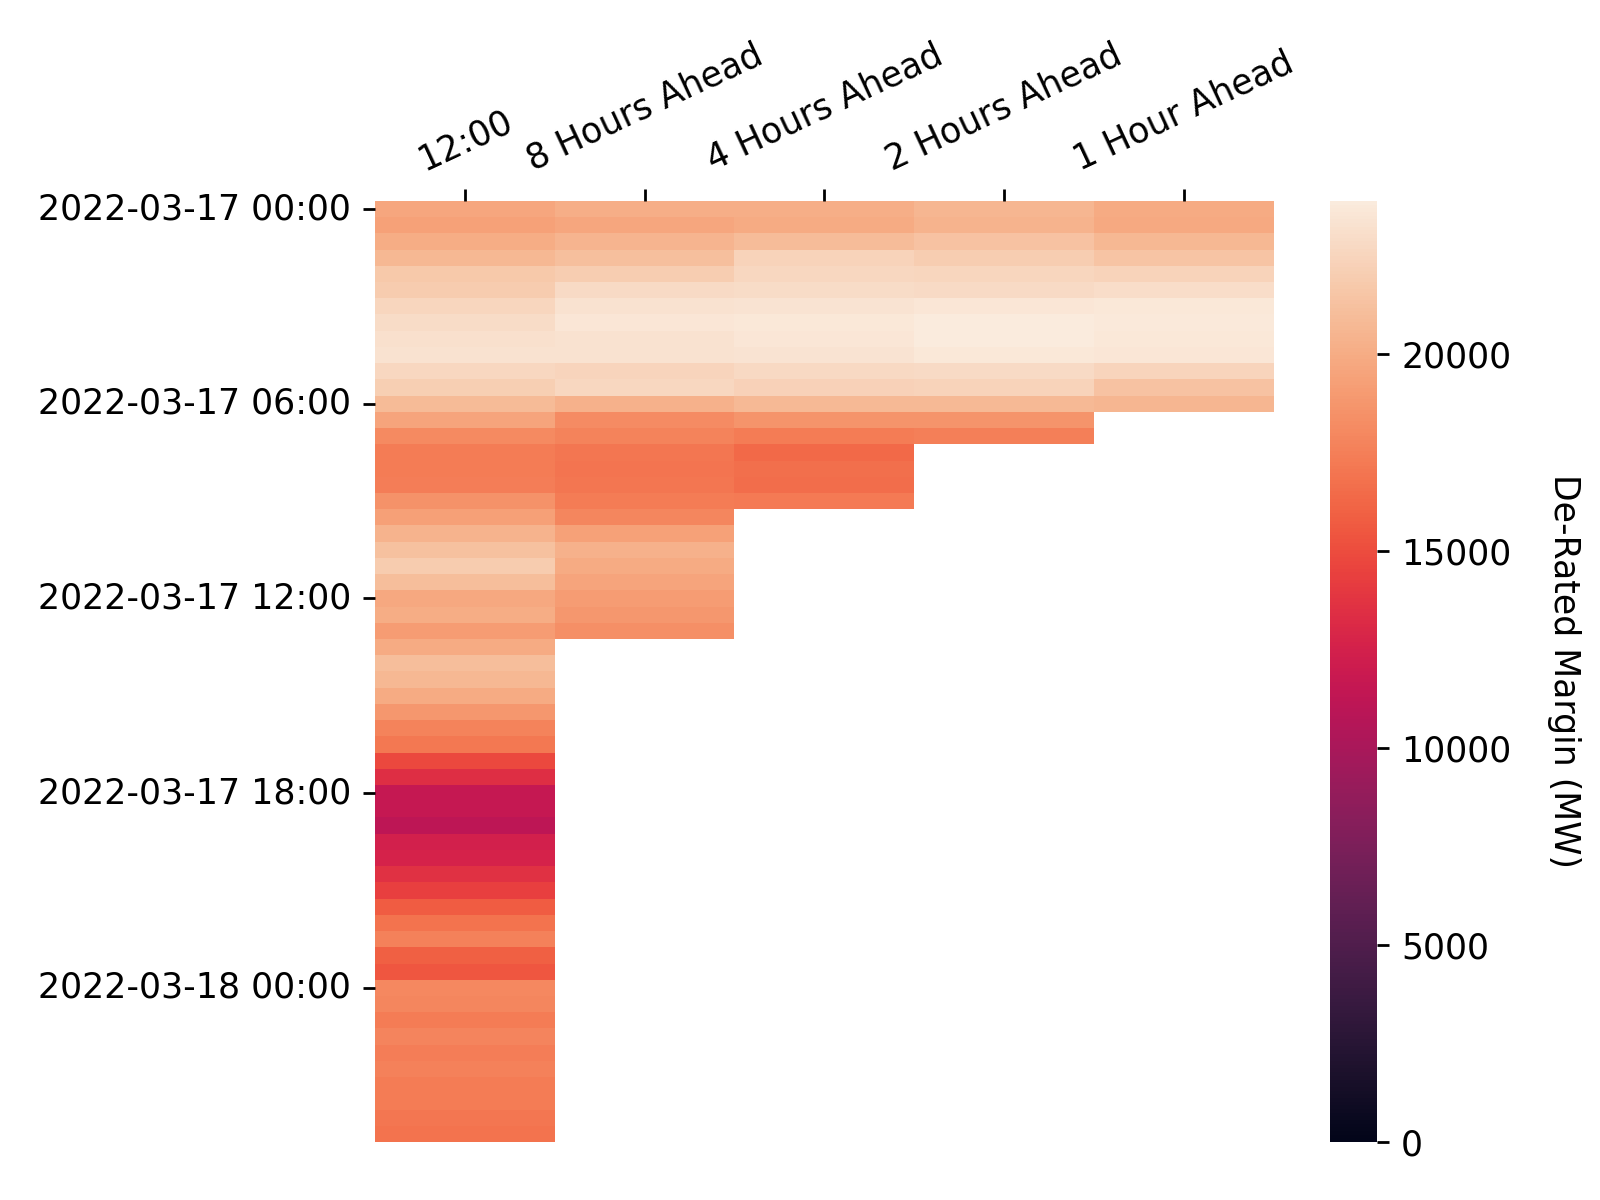 12:00
8 Hours Ahead
4 Hours Ahead
2 Hours Ahead
1 Hour Ahead
2022-03-17 00:00
2022-03-17 06:00
2022-03-17 12:00
2022-03-17 18:00
2022-03-18 00:00
20000
15000
10000
5000
0
De-Rated Margin (MW)